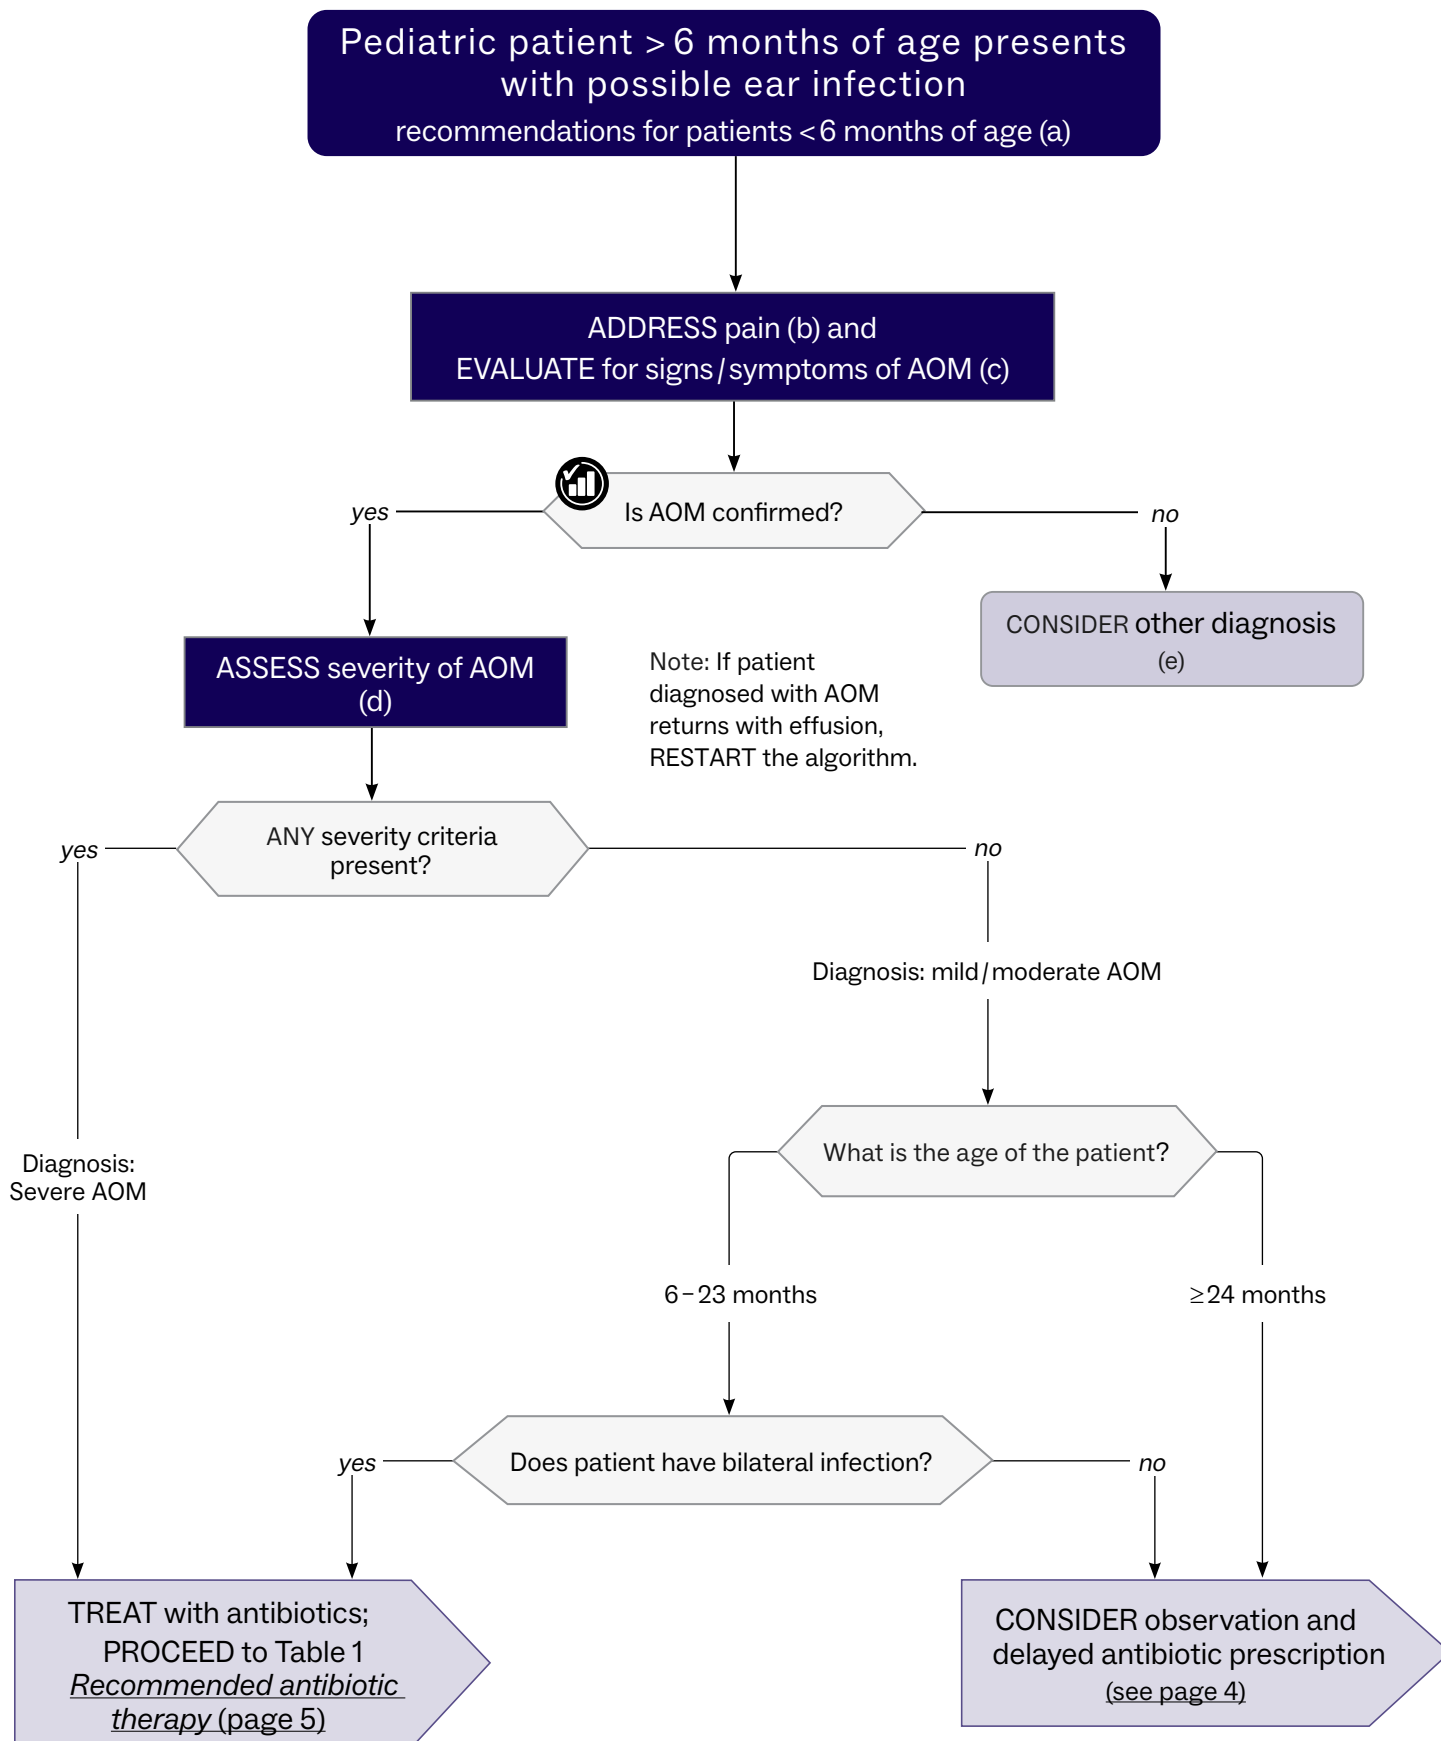 Pediatric patient > 6 months of age presents
with possible ear infection
recommendations for patients < 6 months of age (a)
ADDRESS pain (b) and
EVALUATE for signs / symptoms of AOM (c)
Is AOM confirmed?
yes
no
CONSIDER other diagnosis
(e)
ASSESS severity of AOM
(d)
Note: If patient
diagnosed with AOM
returns with effusion,
RESTART the algorithm.
ANY severity criteria
present?
yes
no
Diagnosis: mild / moderate AOM
What is the age of the patient?
Diagnosis:
Severe AOM
6 – 23 months
≥ 24 months
Does patient have bilateral infection?
yes
no
TREAT with antibiotics;
PROCEED to Table 1
Recommended antibiotic
therapy (page 5)
CONSIDER observation and
delayed antibiotic prescription
(see page 4)